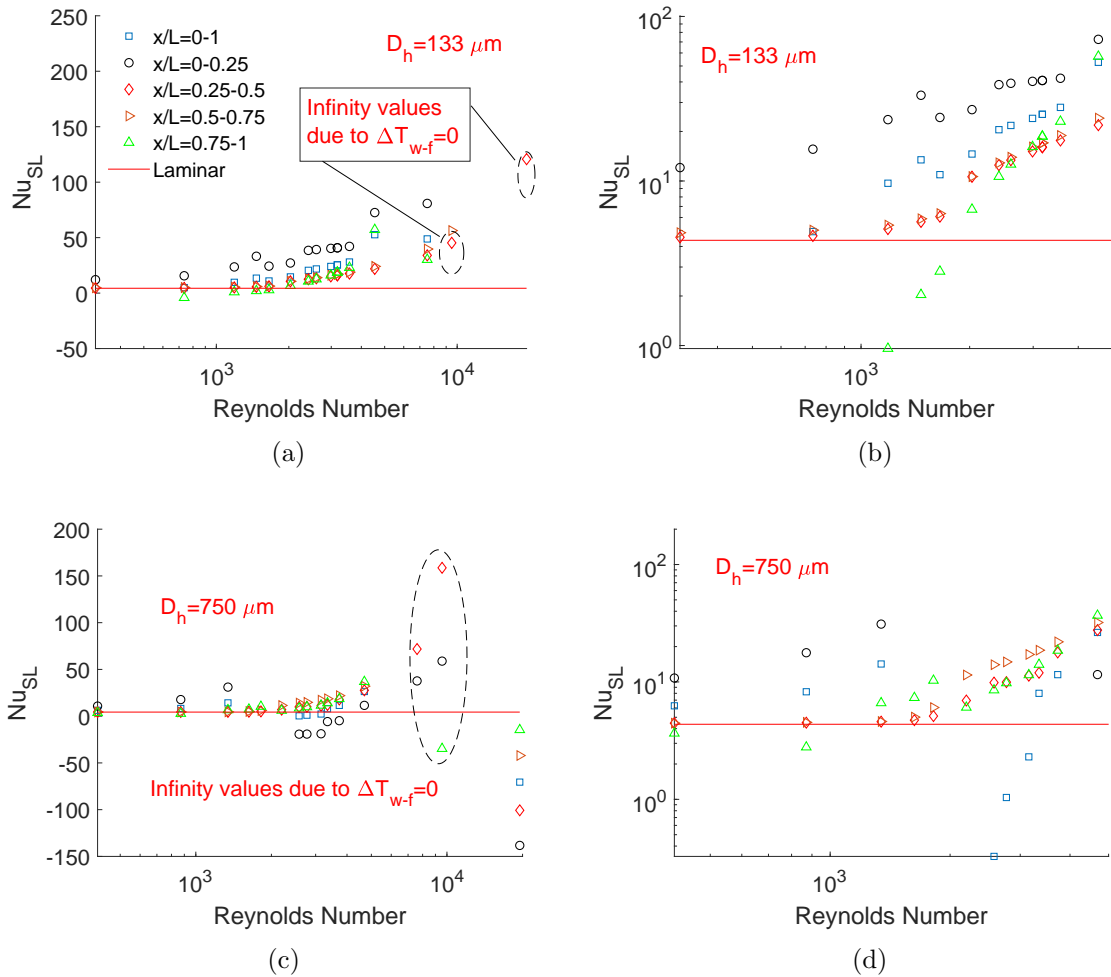 250
200
150
100
50
0
-50
Nu_SL
x/L=0-1
x/L=0-0.25
x/L=0.25-0.5
x/L=0.5-0.75
x/L=0.75-1
Laminar
D_h=133 μm
Infinity values
due to ΔT_w-f=0
10^3
10^4
Reynolds Number
(a)
10^2
10^1
10^0
Nu_SL
D_h=133 μm
10^3
Reynolds Number
(b)
200
150
100
50
0
-50
-100
-150
Nu_SL
D_h=750 μm
Infinity values due to ΔT_w-f=0
10^3
10^4
Reynolds Number
(c)
10^2
10^1
10^0
Nu_SL
D_h=750 μm
10^3
Reynolds Number
(d)